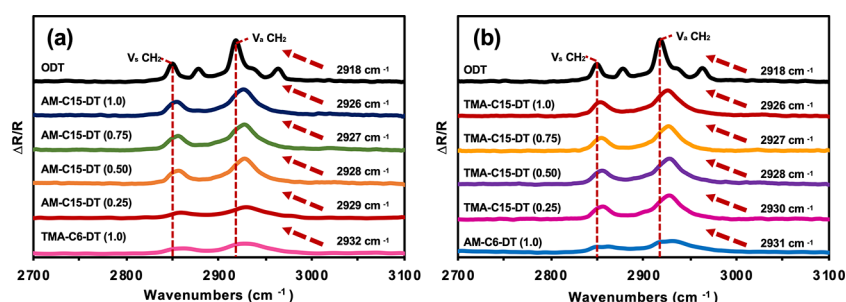 (a)
Vₐ CH₂
Vₛ CH₂
ODT
2918 cm ⁻¹
AM-C15-DT (1.0)
2926 cm ⁻¹
AM-C15-DT (0.75)
2927 cm ⁻¹
AM-C15-DT (0.50)
2928 cm ⁻¹
AM-C15-DT (0.25)
2929 cm ⁻¹
TMA-C6-DT (1.0)
2932 cm ⁻¹
ΔR/R
2700 2800 2900 3000 3100
Wavenumbers (cm ⁻¹)
(b)
Vₐ CH₂
Vₛ CH₂
ODT
2918 cm ⁻¹
TMA-C15-DT (1.0)
2926 cm ⁻¹
TMA-C15-DT (0.75)
2927 cm ⁻¹
TMA-C15-DT (0.50)
2928 cm ⁻¹
TMA-C15-DT (0.25)
2930 cm ⁻¹
AM-C6-DT (1.0)
2931 cm ⁻¹
ΔR/R
2700 2800 2900 3000 3100
Wavenumbers (cm ⁻¹)